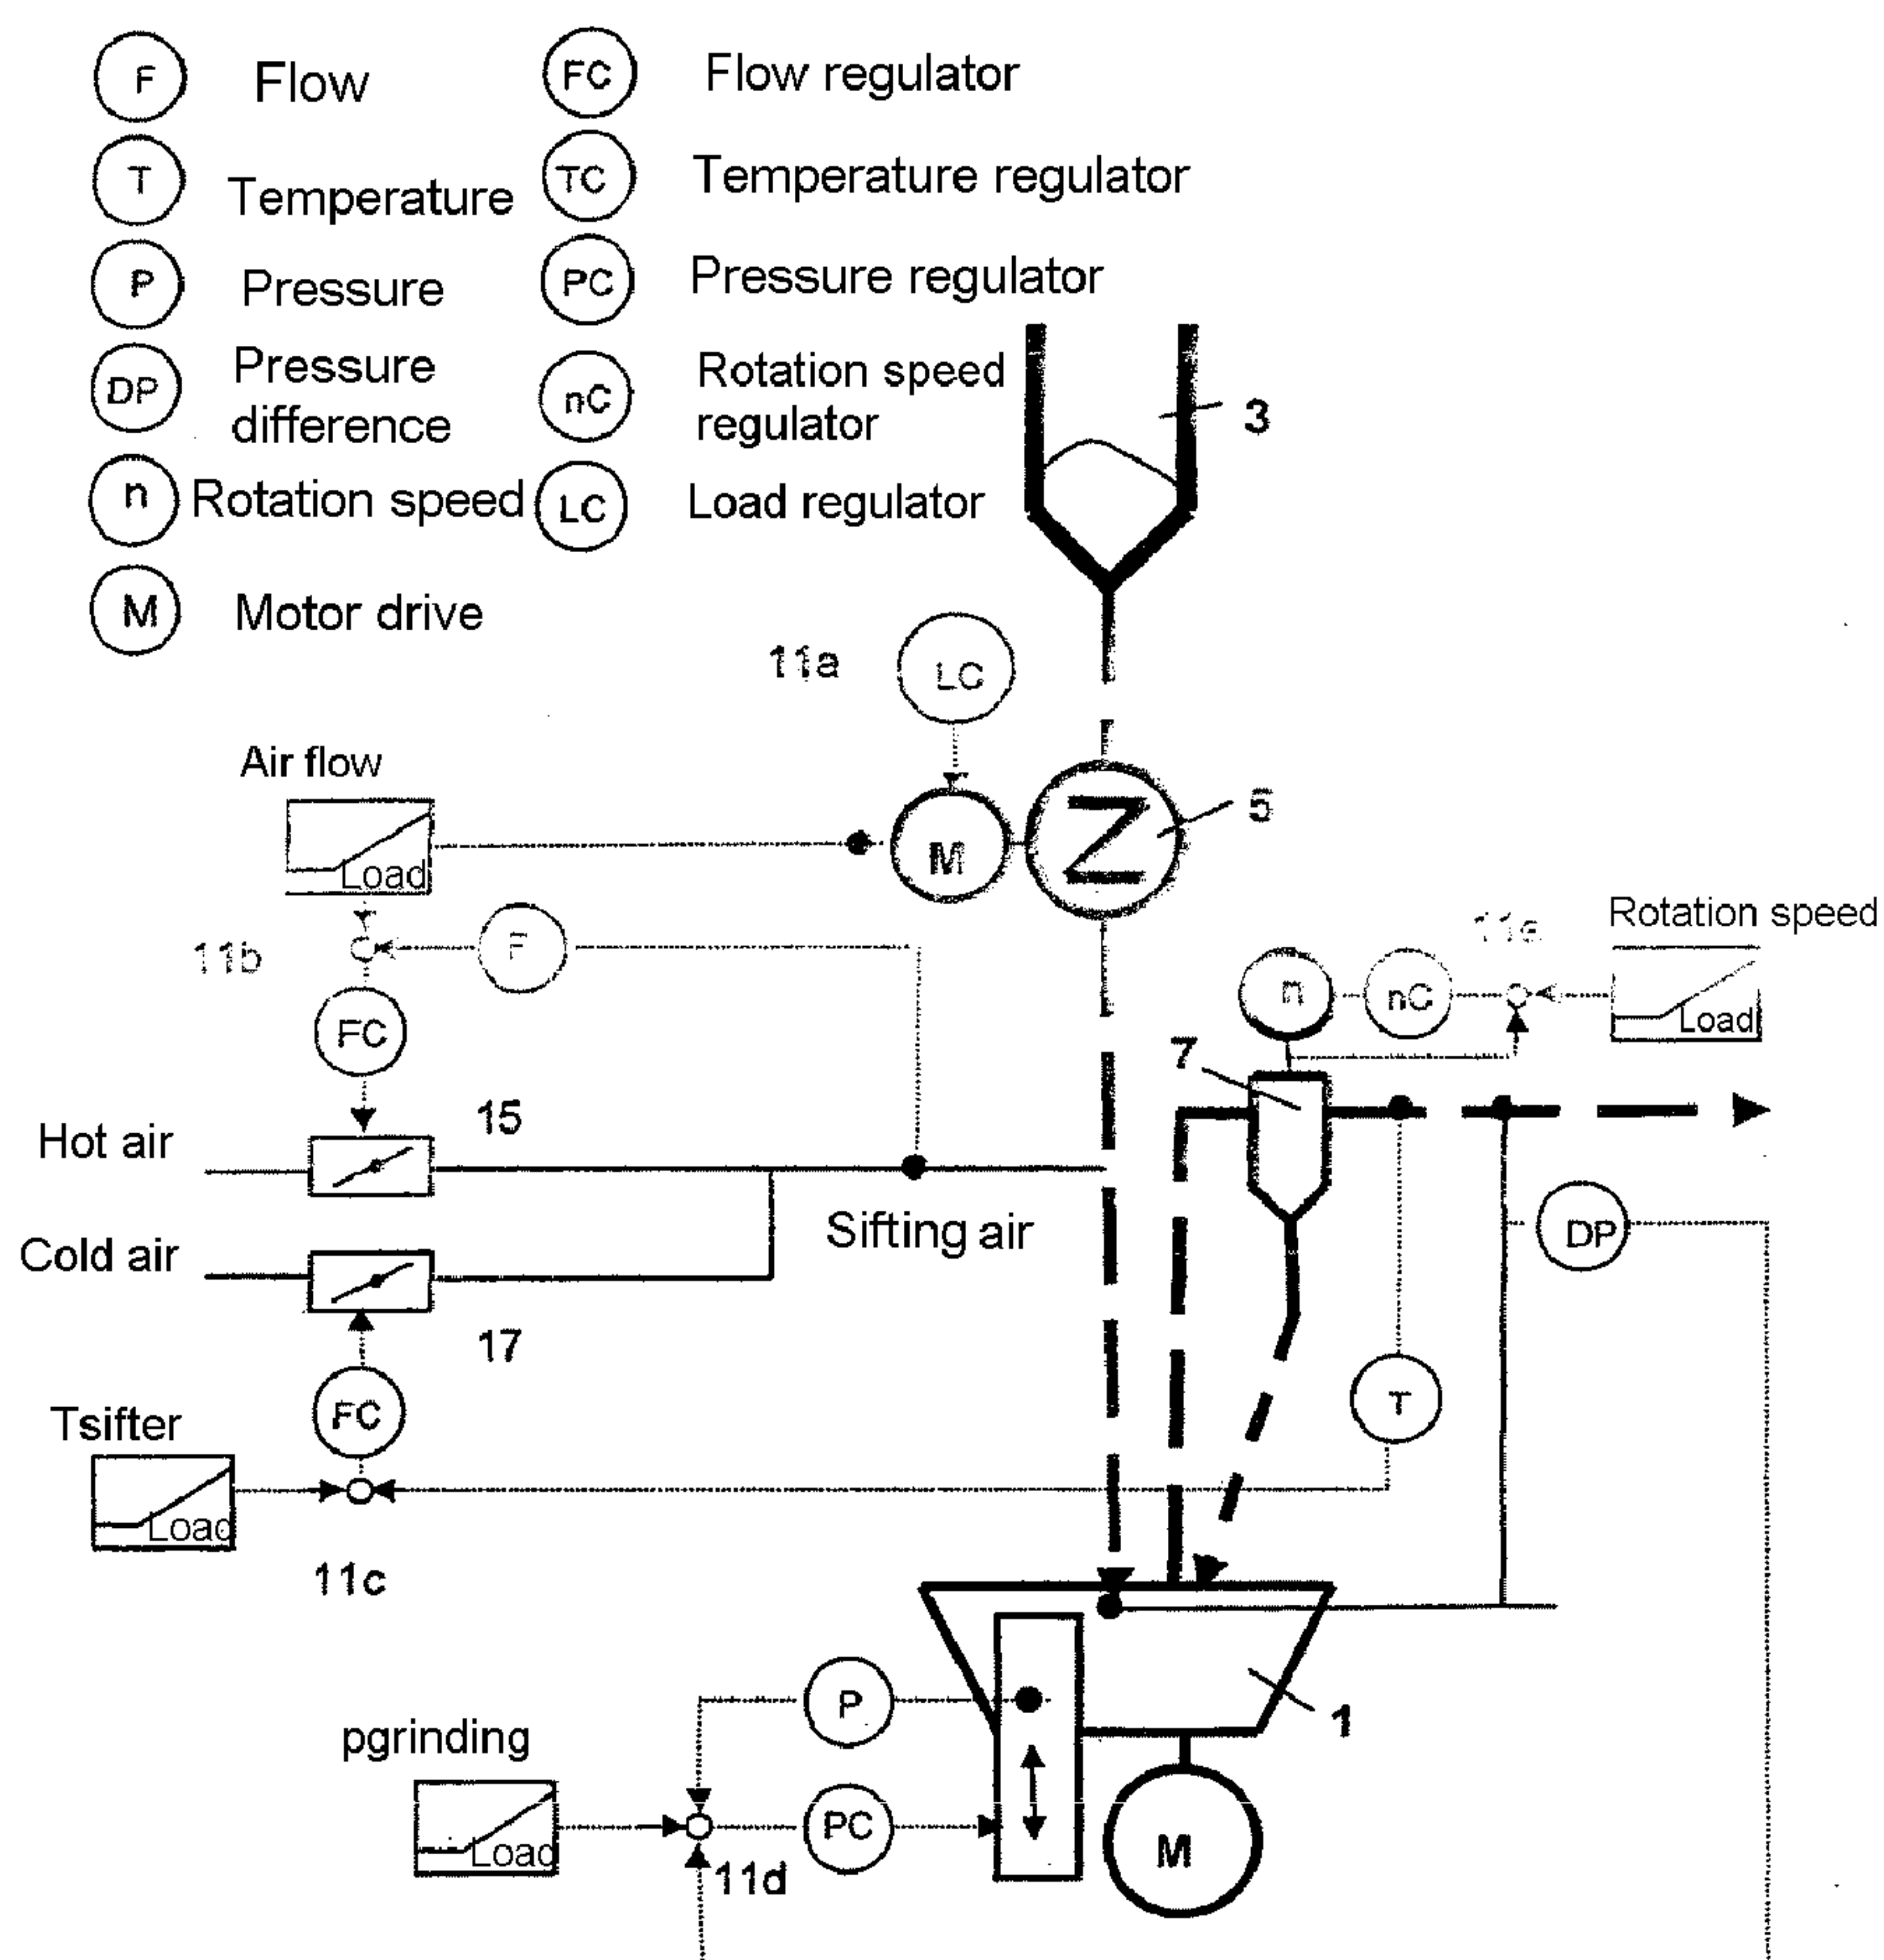 F Flow FC Flow regulator
T Temperature TC Temperature regulator
P Pressure PC Pressure regulator
DP Pressure
difference
nC Rotation speed
regulator
3
n Rotation speed LC Load regulator
M Motor drive
11a LC
Air flow
Load
M
Z
5
11b F
FC
Rotation speed
n nC
Load
7
15
Hot air
Sifting air
Cold air
DP
17
FC
T
Tsifter
Load
11c
P
1
pgrinding
Load
PC
11d
M